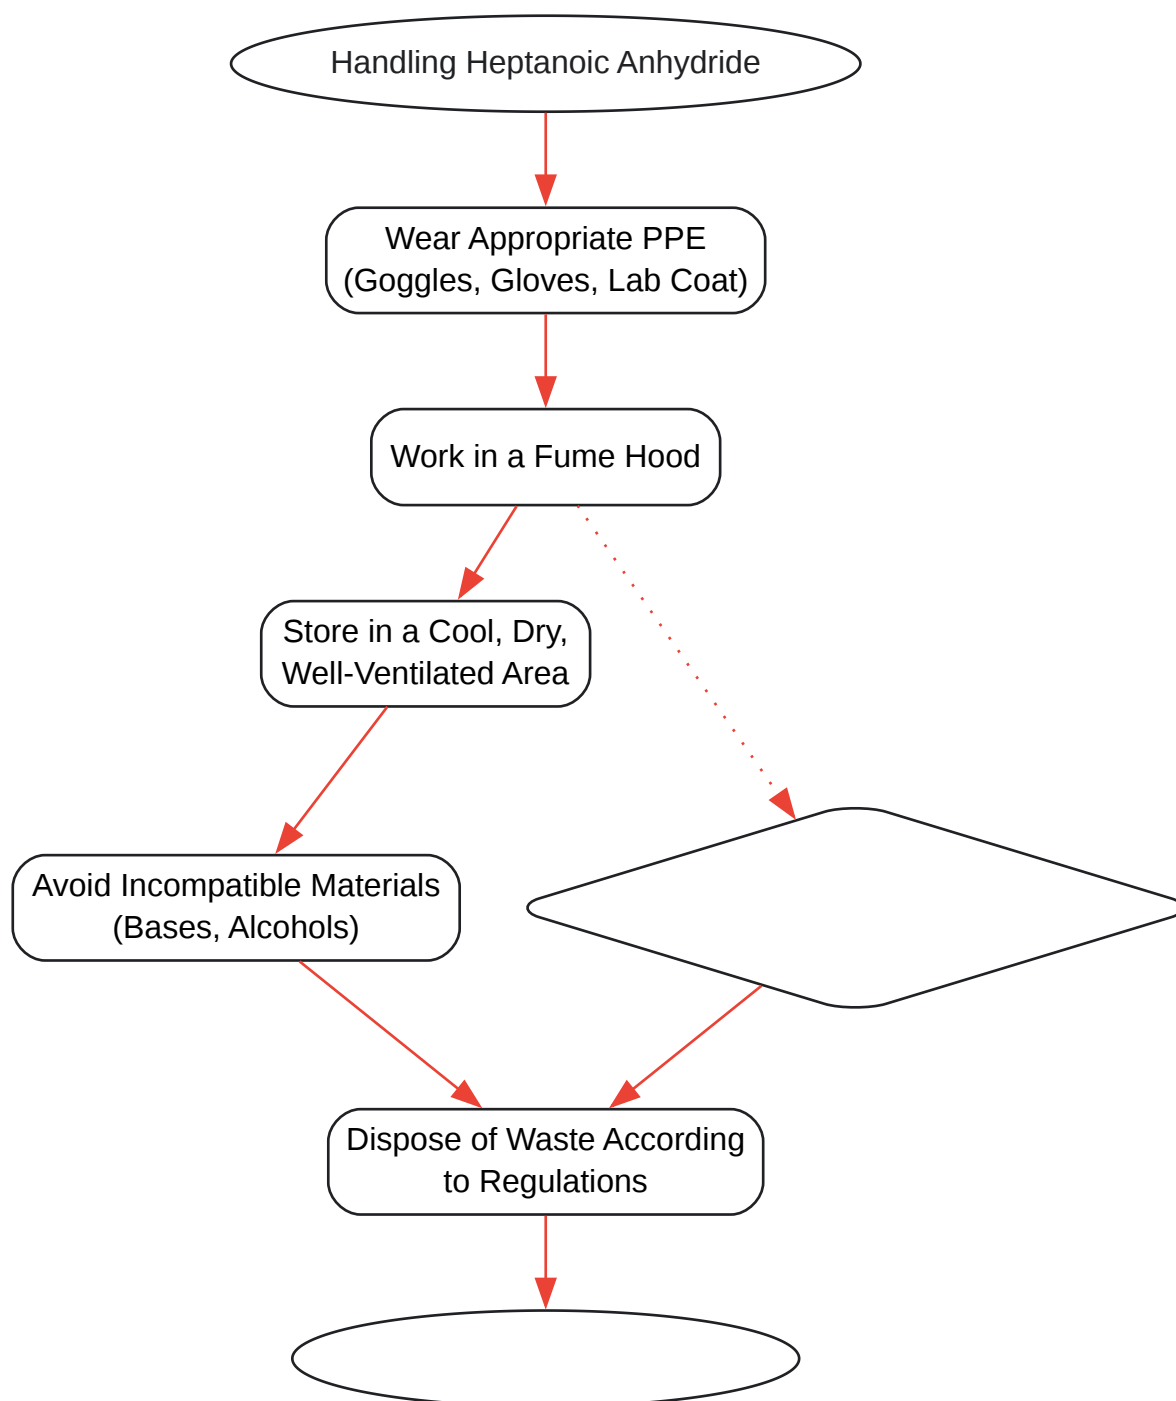 Handling Heptanoic Anhydride
Wear Appropriate PPE
(Goggles, Gloves, Lab Coat)
Work in a Fume Hood
Store in a Cool, Dry,
Well-Ventilated Area
Avoid Incompatible Materials
(Bases, Alcohols)
Dispose of Waste According
to Regulations